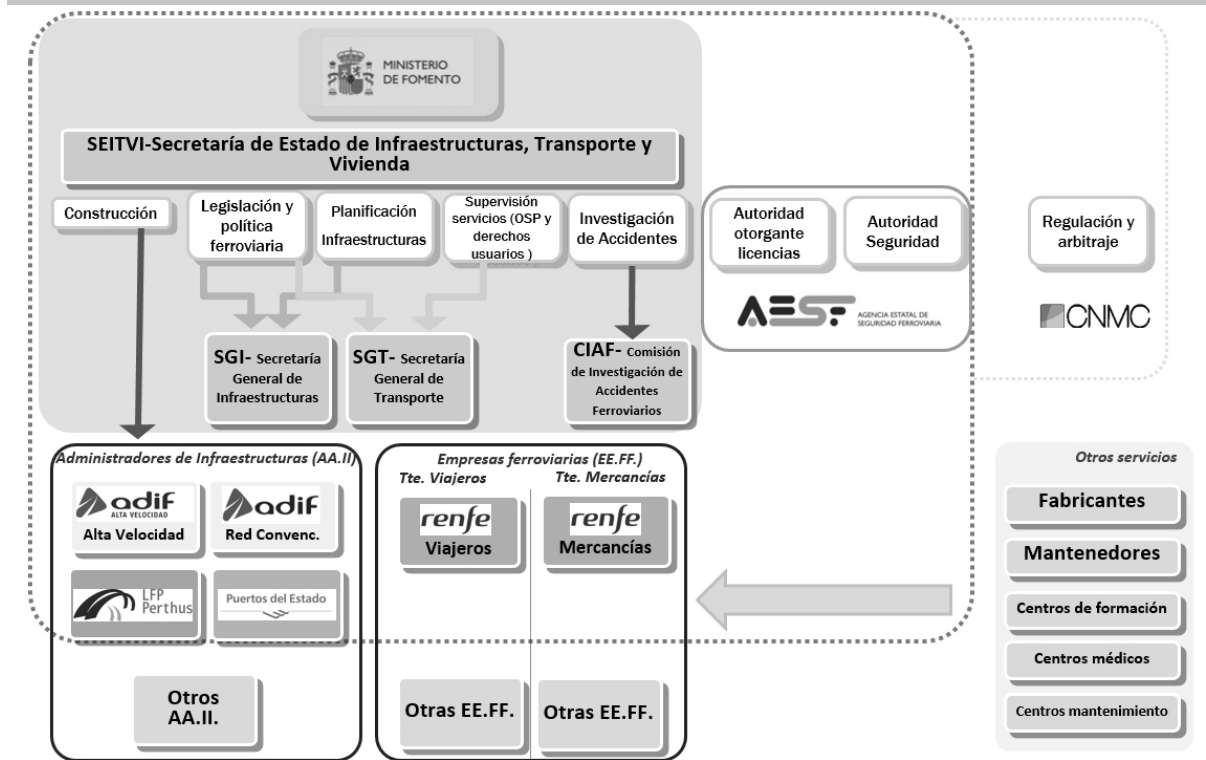 MINISTERIO
DE FOMENTO
SEITVI-Secretaría de Estado de Infraestructuras, Transporte y
Vivienda
Construcción
Legislación y
política
ferroviaria
Planificación
Infraestructuras
Supervisión
servicios (OSP y
derechos
usuarios )
Investigación
de Accidentes
Autoridad
otorgante
licencias
Autoridad
Seguridad
Regulación y
arbitraje
AESF
AGENCIA ESTATAL DE
SEGURIDAD FERROVIARIA
CNMC
SGI- Secretaría
General de
Infraestructuras
SGT- Secretaría
General de
Transporte
CIAF- Comisión
de Investigación de
Accidentes
Ferroviarios
Administradores de Infraestructuras (AA.II)
adif
ALTA VELOCIDAD
Alta Velocidad
adif
Red Convenc.
LFP
Perthus
Puertos del Estado
Otros
AA.II.
Empresas ferroviarias (EE.FF.)
Tte. Viajeros
Tte. Mercancías
renfe
Viajeros
renfe
Mercancías
Otras EE.FF.
Otras EE.FF.
Otros servicios
Fabricantes
Mantenedores
Centros de formación
Centros médicos
Centros mantenimiento